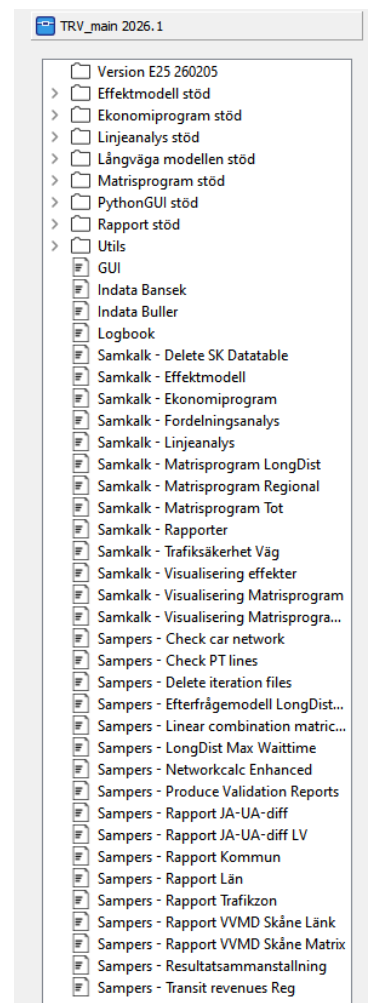 TRV_main 2026.1
Version E25 260205
Effektmodell stöd
Ekonomiprogram stöd
Linjeanalys stöd
Långväga modellen stöd
Matrisprogram stöd
PythonGUI stöd
Rapport stöd
Utils
GUI
Indata Bansek
Indata Buller
Logbook
Samkalk - Delete SK Datatable
Samkalk - Effektmodell
Samkalk - Ekonomiprogram
Samkalk - Fordelningsanalys
Samkalk - Linjeanalys
Samkalk - Matrisprogram LongDist
Samkalk - Matrisprogram Regional
Samkalk - Matrisprogram Tot
Samkalk - Rapporter
Samkalk - Trafiksäkerhet Väg
Samkalk - Visualisering effekter
Samkalk - Visualisering Matrisprogram
Samkalk - Visualisering Matrisprogra...
Sampers - Check car network
Sampers - Check PT lines
Sampers - Delete iteration files
Sampers - Efterfrågemodell LongDist...
Sampers - Linear combination matric...
Sampers - LongDist Max Waittime
Sampers - Networkcalc Enhanced
Sampers - Produce Validation Reports
Sampers - Rapport JA-UA-diff
Sampers - Rapport JA-UA-diff LV
Sampers - Rapport Kommun
Sampers - Rapport Län
Sampers - Rapport Trafikzon
Sampers - Rapport VVMD Skåne Länk
Sampers - Rapport VVMD Skåne Matrix
Sampers - Resultatsammanstallning
Sampers - Transit revenues Reg